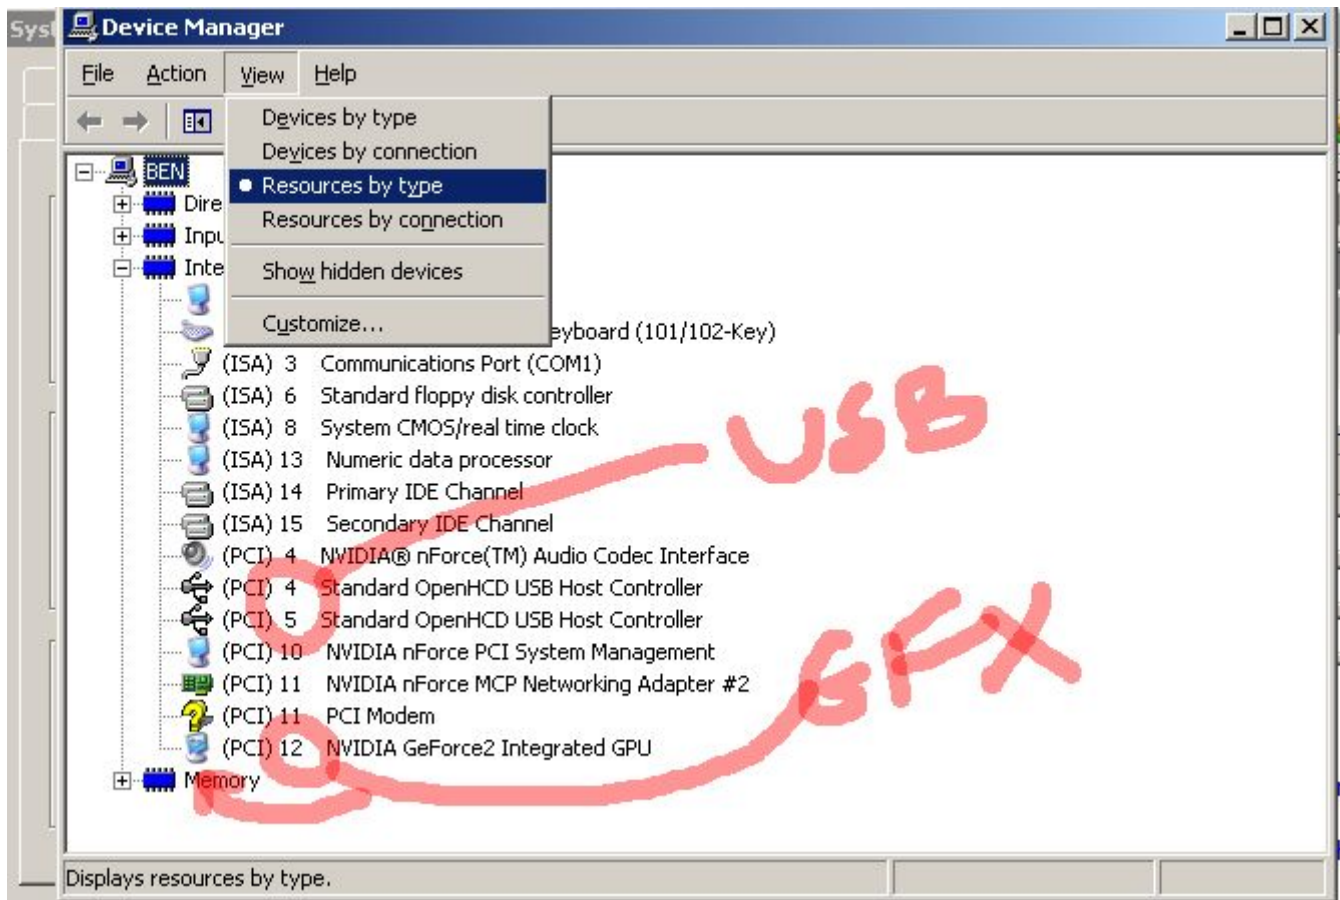 Syst
Device Manager
File Action View Help
Devices by type
Devices by connection
BEN
Resources by type
Dire
Resources by connection
Inpu
Inte
Show hidden devices
Customize...
eyboard (101/102-Key)
(ISA) 3 Communications Port (COM1)
(ISA) 6 Standard floppy disk controller
(ISA) 8 System CMOS/real time clock
USB
(ISA) 13 Numeric data processor
(ISA) 14 Primary IDE Channel
(ISA) 15 Secondary IDE Channel
(PCI) 4 NVIDIA® nForce(TM) Audio Codec Interface
(PCI) 4 Standard OpenHCD USB Host Controller
(PCI) 5 Standard OpenHCD USB Host Controller
(PCI) 10 NVIDIA nForce PCI System Management
GFX
(PCI) 11 NVIDIA nForce MCP Networking Adapter #2
(PCI) 11 PCI Modem
(PCI) 12 NVIDIA GeForce2 Integrated GPU
Memory
Displays resources by type.